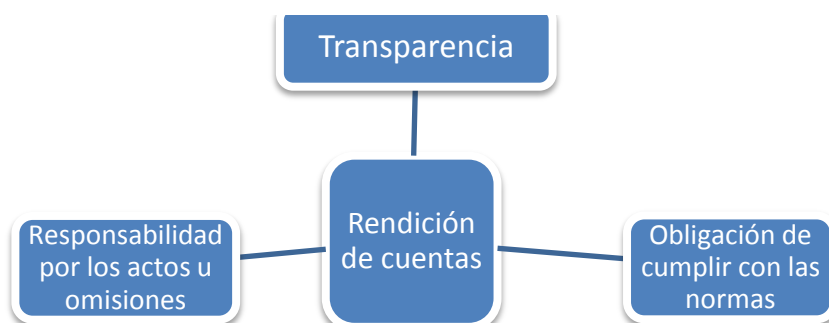 Transparencia
Rendición
de cuentas
Responsabilidad
por los actos u
omisiones
Obligación de
cumplir con las
normas